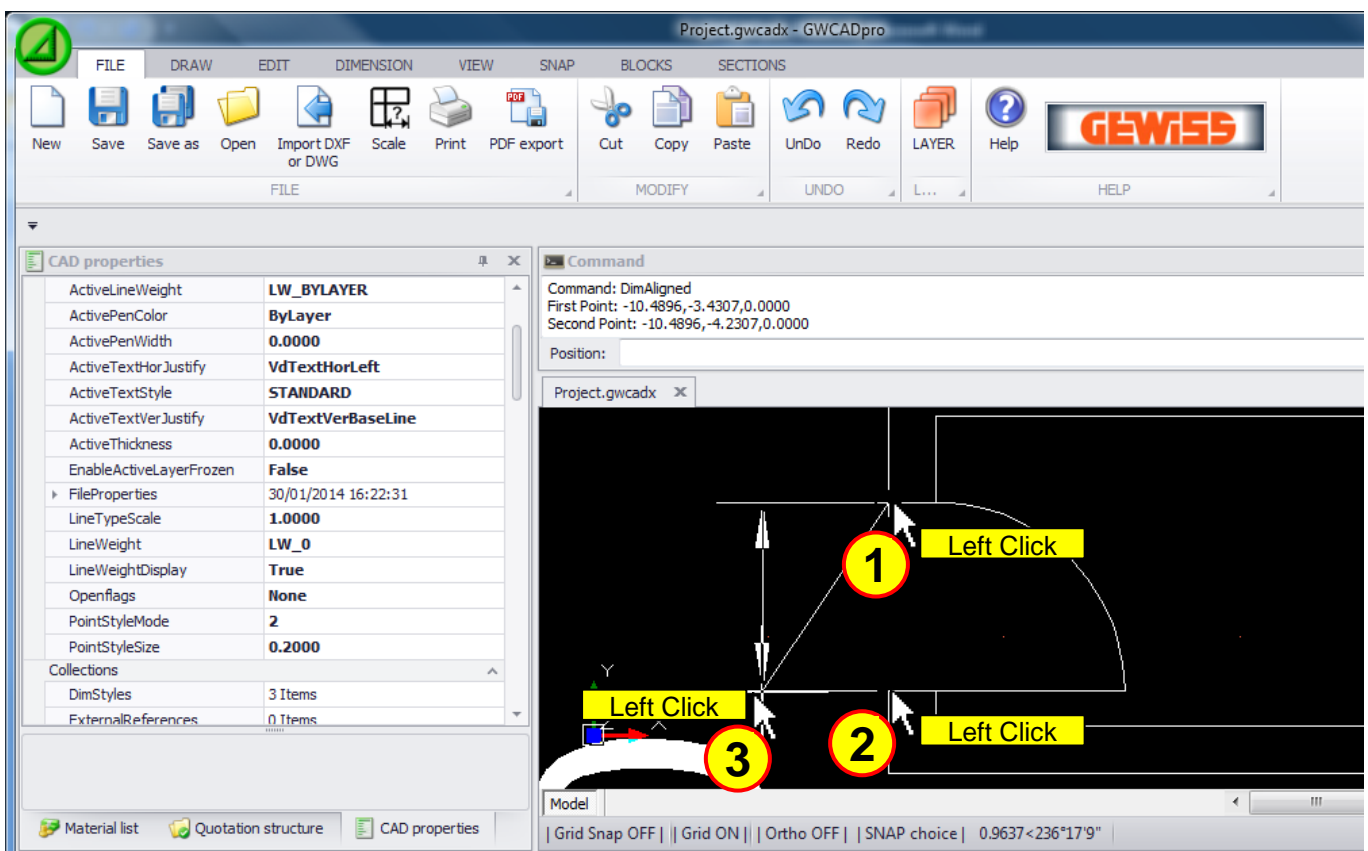 Project.gwcadx - GWCADpro
FILE DRAW EDIT DIMENSION VIEW SNAP BLOCKS SECTIONS
New Save Save as Open Import DXF or DWG Scale Print PDF export Cut Copy Paste UnDo Redo LAYER Help GEWISS
FILE MODIFY UNDO L... HELP
CAD properties
ActiveLineWeight LW_BYLAYER
ActivePenColor ByLayer
ActivePenWidth 0.0000
ActiveTextHorJustify VdTextHorLeft
ActiveTextStyle STANDARD
ActiveTextVerJustify VdTextVerBaseLine
ActiveThickness 0.0000
EnableActiveLayerFrozen False
FileProperties 30/01/2014 16:22:31
LineTypeScale 1.0000
LineWeight LW_0
LineWeightDisplay True
Openflags None
PointStyleMode 2
PointStyleSize 0.2000
Collections
DimStyles 3 Items
ExternalReferences 0 Items
Material list Quotation structure CAD properties
Command
Command: DimAligned
First Point: -10.4896,-3.4307,0.0000
Second Point: -10.4896,-4.2307,0.0000
Position:
Project.gwcadx
1 Left Click
Y
Left Click
3
2 Left Click
Model
| Grid Snap OFF | | Grid ON | | Ortho OFF | | SNAP choice | 0.9637<236°17'9"